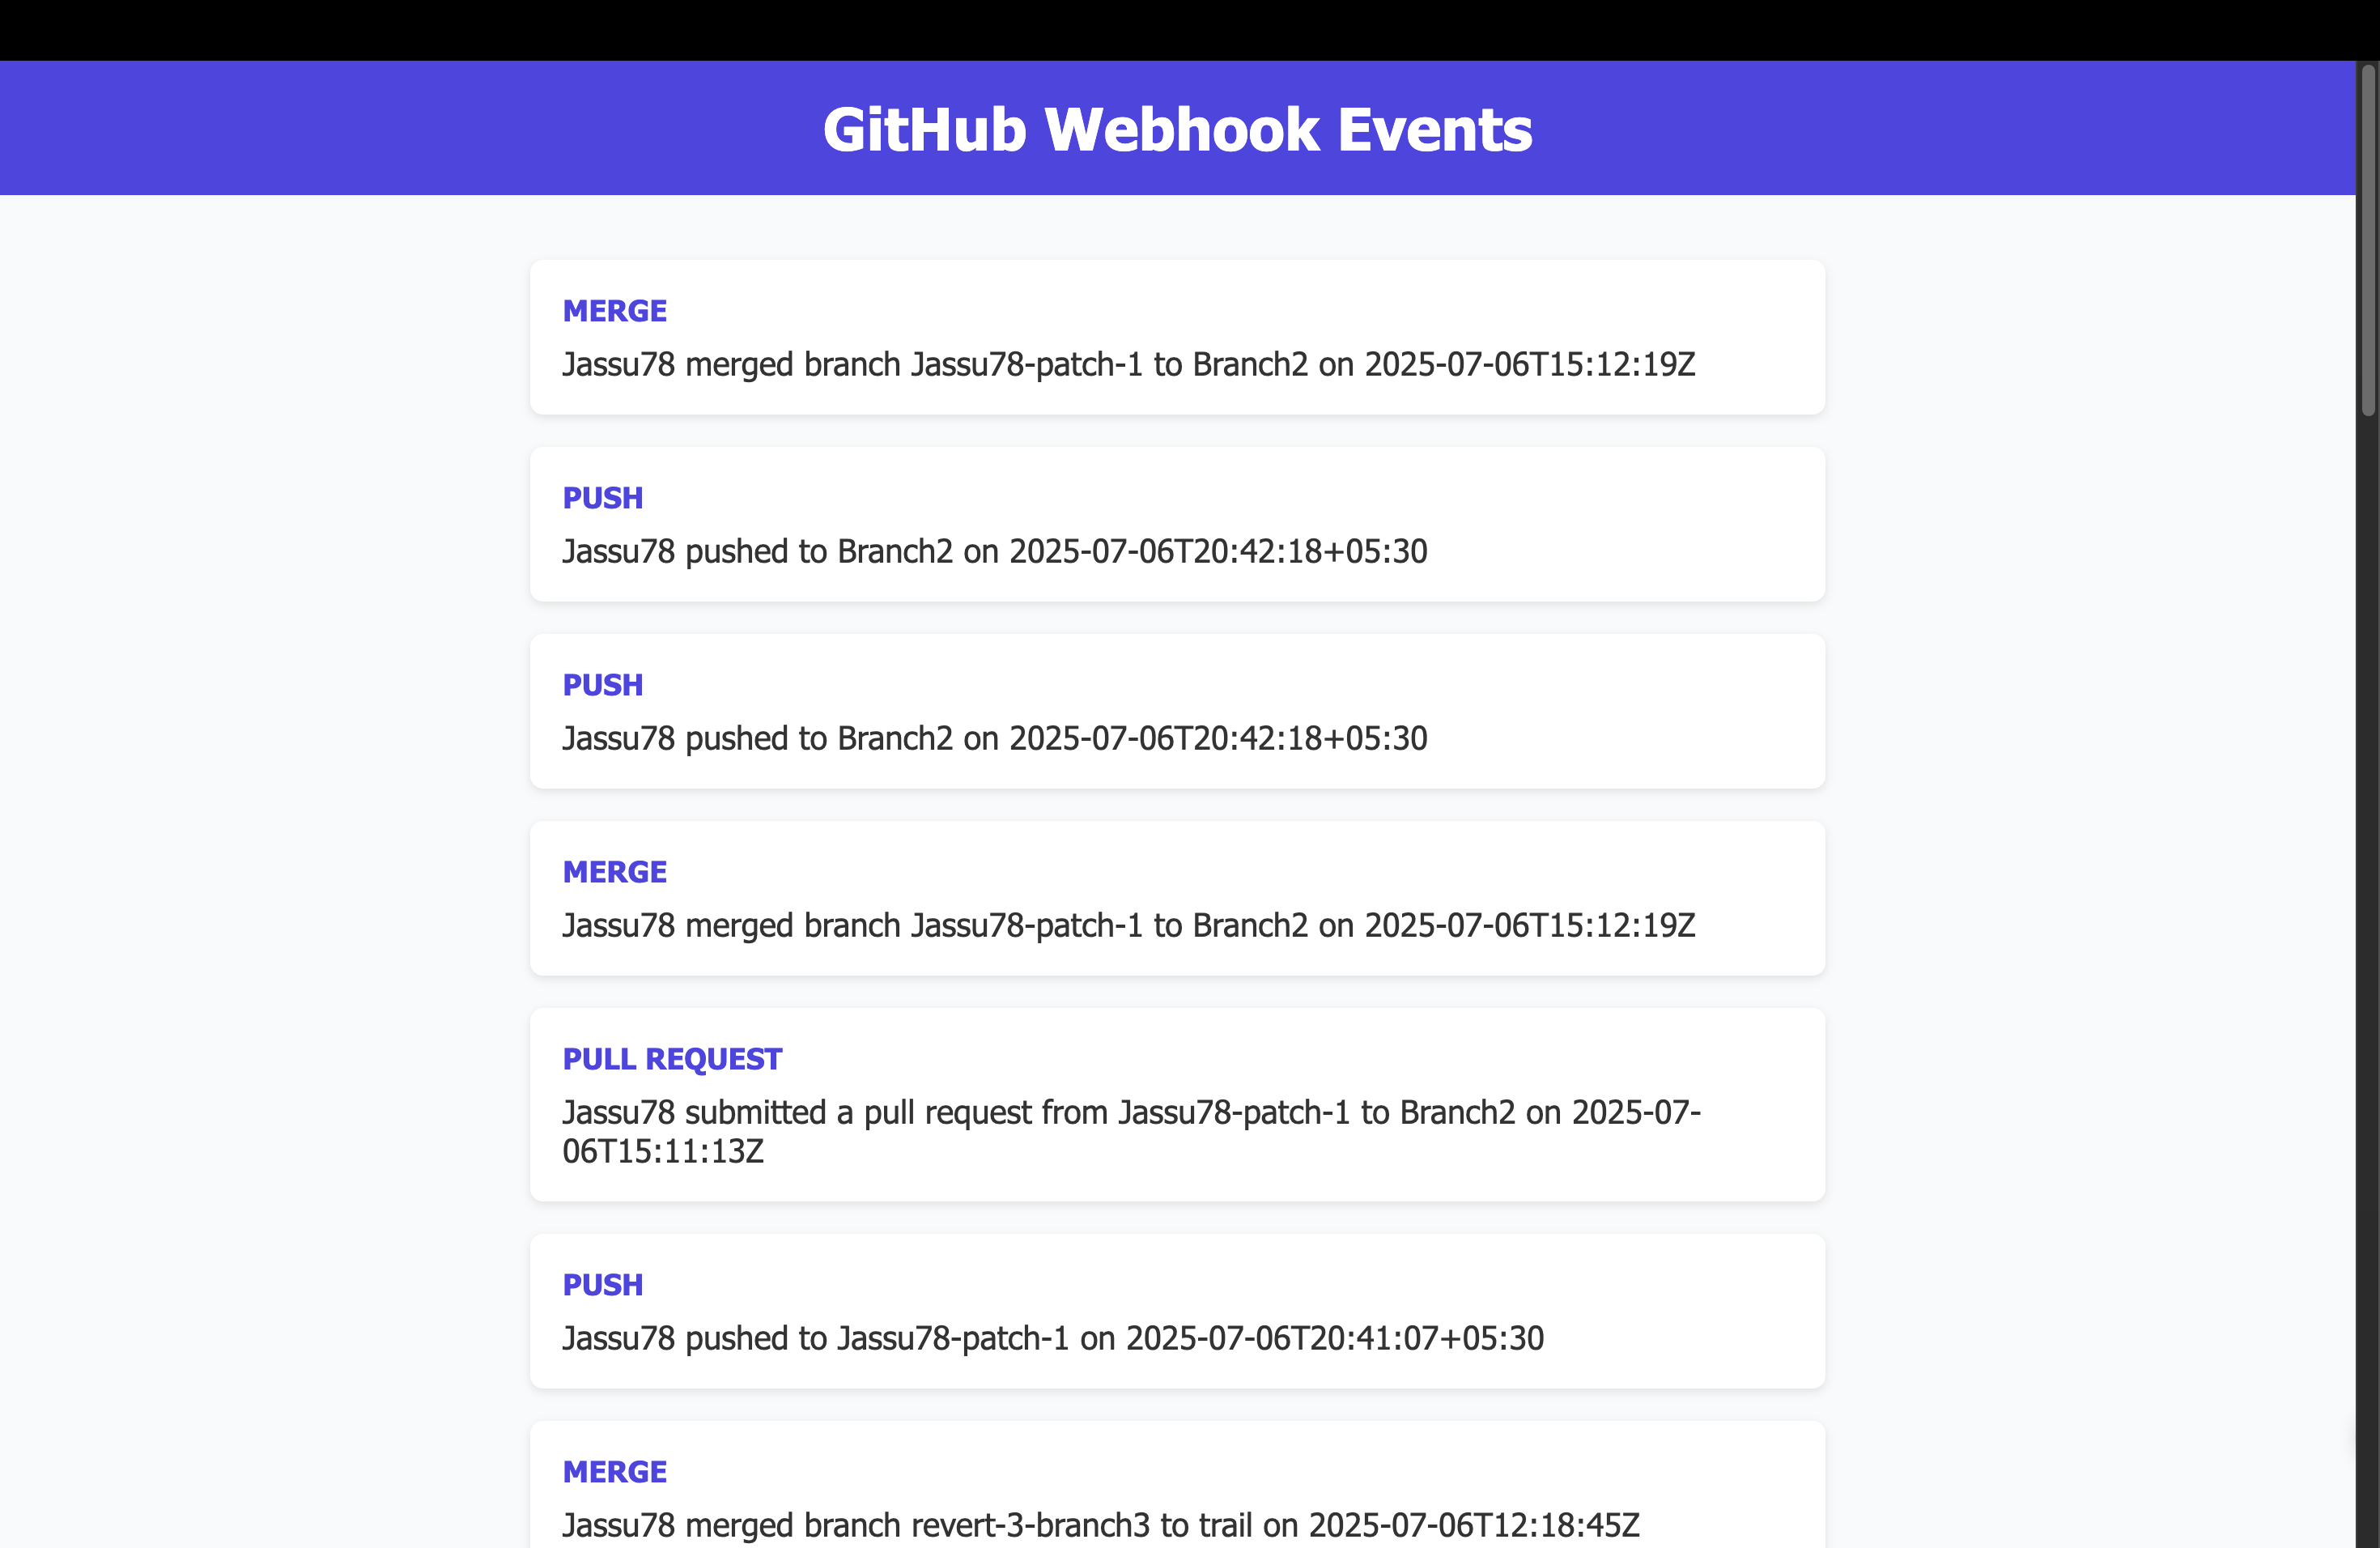 GitHub Webhook Events
MERGE
Jassu78 merged branch Jassu78-patch-1 to Branch2 on 2025-07-06T15:12:19Z
PUSH
Jassu78 pushed to Branch2 on 2025-07-06T20:42:18+05:30
PUSH
Jassu78 pushed to Branch2 on 2025-07-06T20:42:18+05:30
MERGE
Jassu78 merged branch Jassu78-patch-1 to Branch2 on 2025-07-06T15:12:19Z
PULL REQUEST
Jassu78 submitted a pull request from Jassu78-patch-1 to Branch2 on 2025-07-
06T15:11:13Z
PUSH
Jassu78 pushed to Jassu78-patch-1 on 2025-07-06T20:41:07+05:30
MERGE
Jassu78 merged branch revert-3-branch3 to trail on 2025-07-06T12:18:45Z